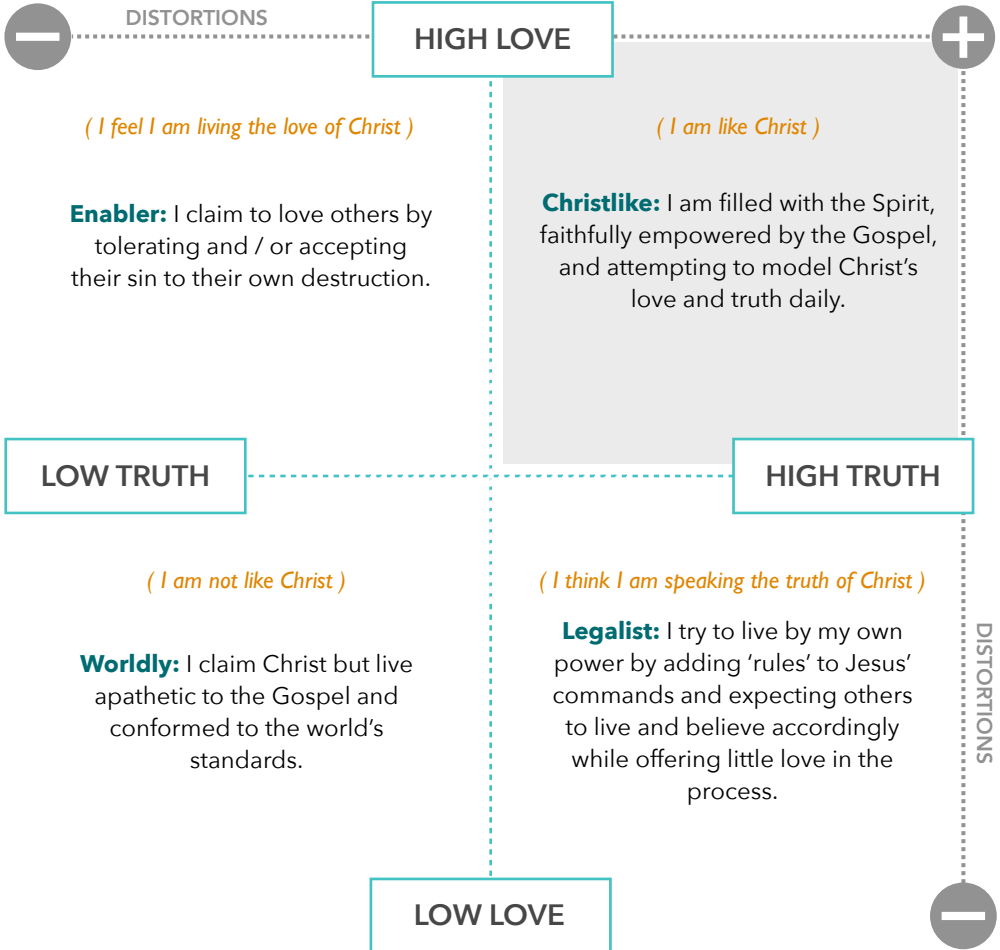 DISTORTIONS
HIGH LOVE
( I feel I am living the love of Christ )
Enabler: I claim to love others by
tolerating and / or accepting
their sin to their own destruction.
( I am like Christ )
Christlike: I am filled with the Spirit,
faithfully empowered by the Gospel,
and attempting to model Christ’s
love and truth daily.
LOW TRUTH
HIGH TRUTH
( I am not like Christ )
Worldly: I claim Christ but live
apathetic to the Gospel and
conformed to the world’s
standards.
( I think I am speaking the truth of Christ )
Legalist: I try to live by my own
power by adding ‘rules’ to Jesus’
commands and expecting others
to live and believe accordingly
while offering little love in the
process.
DISTORTIONS
LOW LOVE